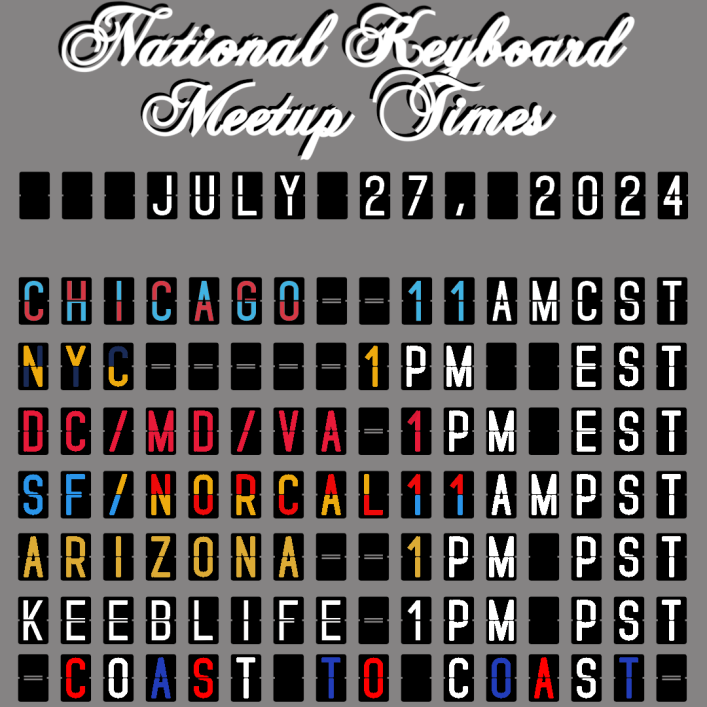 National Keyboard
Meetup Times
JULY 27, 2024
CHICAGO--11AMCST
NYC-----1PM EST
DC/MD/VA-1PM EST
SF/NORCAL11AMPST
ARIZONA--1PM PST
KEEBLIFE-1PM PST
-COAST TO COAST-